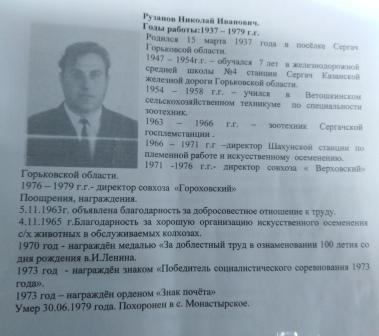 Рузанов Николай Иванович.
Годы работы:1937 – 1979 г.г.
Родился 15 марта 1937 года в посёлке Сергач
Горьковсой области.
1947 – 1954г.г. – обучался 7 лет в железнодорожной
средней школы №4 станции Сергач Казанской
железной дороги Горьковской области.
1954 – 1958 г.г. – учился в Ветошкинском
сельскохозяйственном техникуме по специальности
зоотехник.
1963 – 1966 г.г. – зоотехник Сергачской
госплемстанции .
1966 – 1971 г.г –директор Шахунской станции по
племенной работе и искусственному осеменению.
1971 -1976 г.г.- директор совхоза « Верховский»
Горьковской области.
1976 – 1979 г.г.- директор совхоза «Гороховский»
Поощрения, награждения.
5.11.1963г. объявлена благодарность за добросовестное отношение к труду.
4.11.1965 г.Благодарность за хорошую организацию искусственного осеменения
с/х животных в обслуживаемых колхозах.
1970 год - награждён медалью «За доблестный труд в ознаменовании 100 летия со
дня рождения в.И.Ленина.
1973 год - награждён знаком «Победитель социалистического соревнования 1973
года».
1973 год – награждён орденом «Знак почёта»
Умер 30.06.1979 года. Похоронен в с. Монастырское.